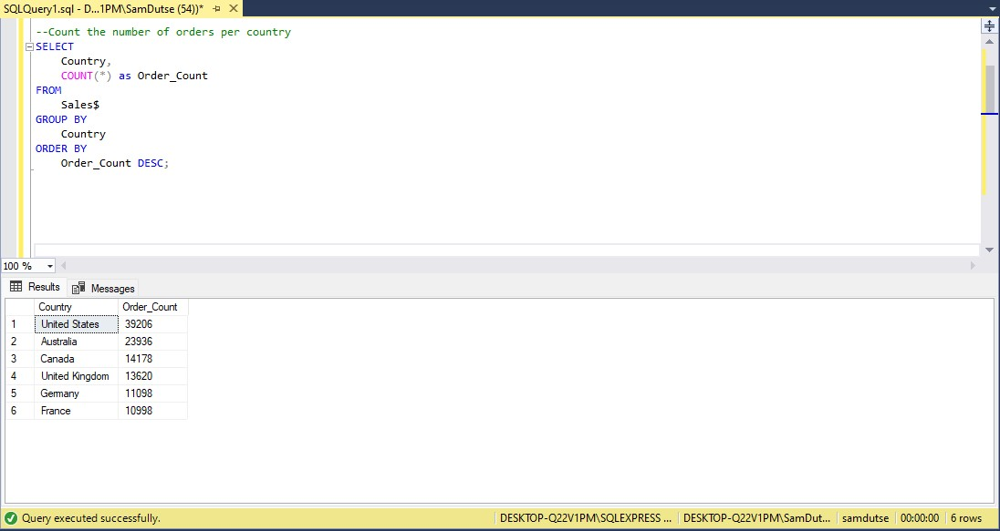 SQLQuery1.sql - D...1PM\SamDutse (54))*
--Count the number of orders per country
SELECT
Country,
COUNT(*) as Order_Count
FROM
Sales$
GROUP BY
Country
ORDER BY
Order_Count DESC;
100 %
Results Messages
Country Order_Count
1 United States 39206
2 Australia 23936
3 Canada 14178
4 United Kingdom 13620
5 Germany 11098
6 France 10998
Query executed successfully. DESKTOP-Q22V1PM\SQLEXPRESS ... DESKTOP-Q22V1PM\SamDut... samdutse 00:00:00 6 rows